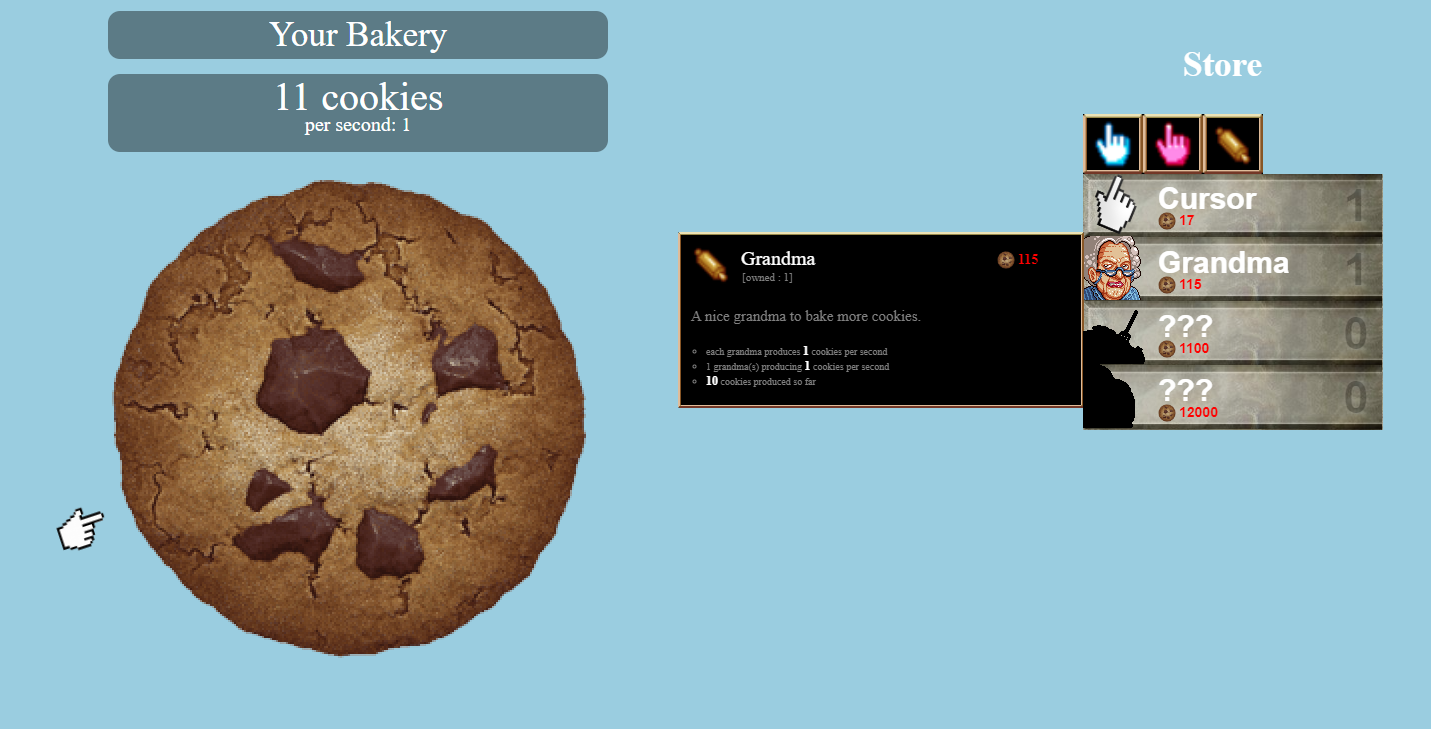 Your Bakery
11 cookies
per second: 1
Store
Cursor 1
17
Grandma 1
115
??? 0
1100
??? 0
12000
Grandma 115
[owned : 1]
A nice grandma to bake more cookies.
each grandma produces 1 cookies per second
1 grandma(s) producing 1 cookies per second
10 cookies produced so far